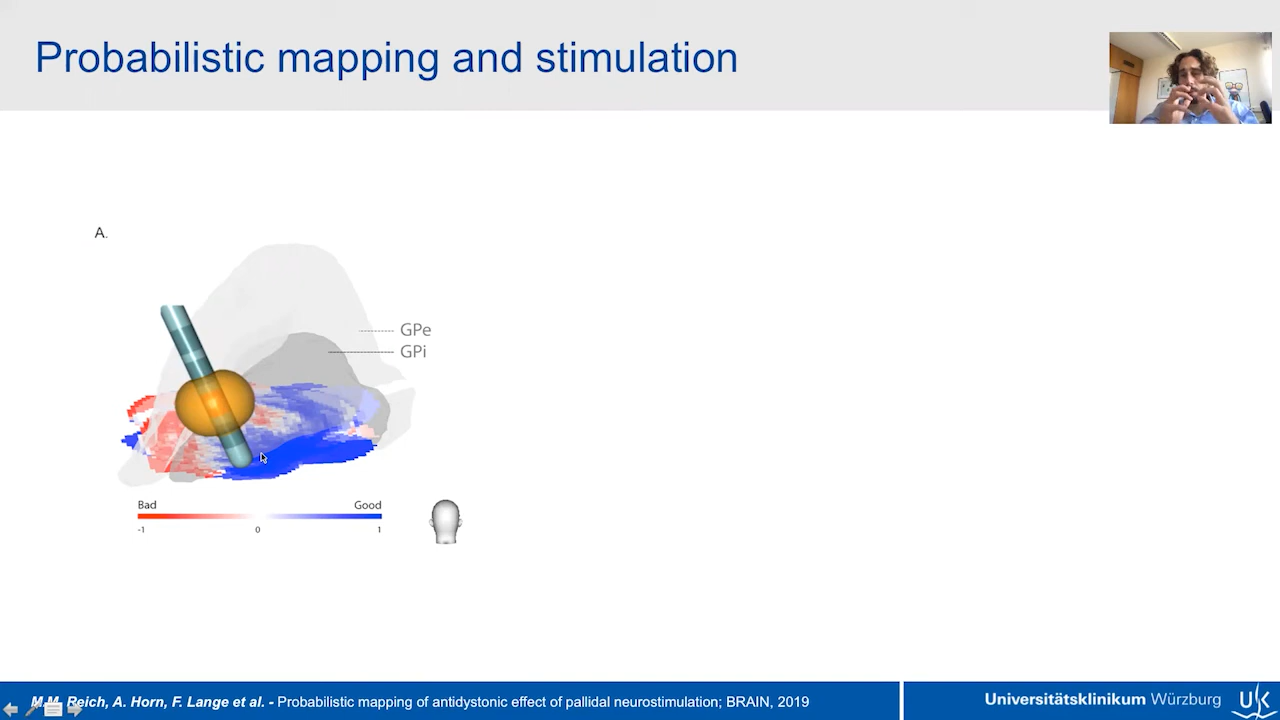 Probabilistic mapping and stimulation
A.
GPe
GPi
Bad
Good
-1
0
1
M.M. Reich, A. Horn, F. Lange et al. - Probabilistic mapping of antidystonic effect of pallidal neurostimulation; BRAIN, 2019
Universitätsklinikum Würzburg
UK